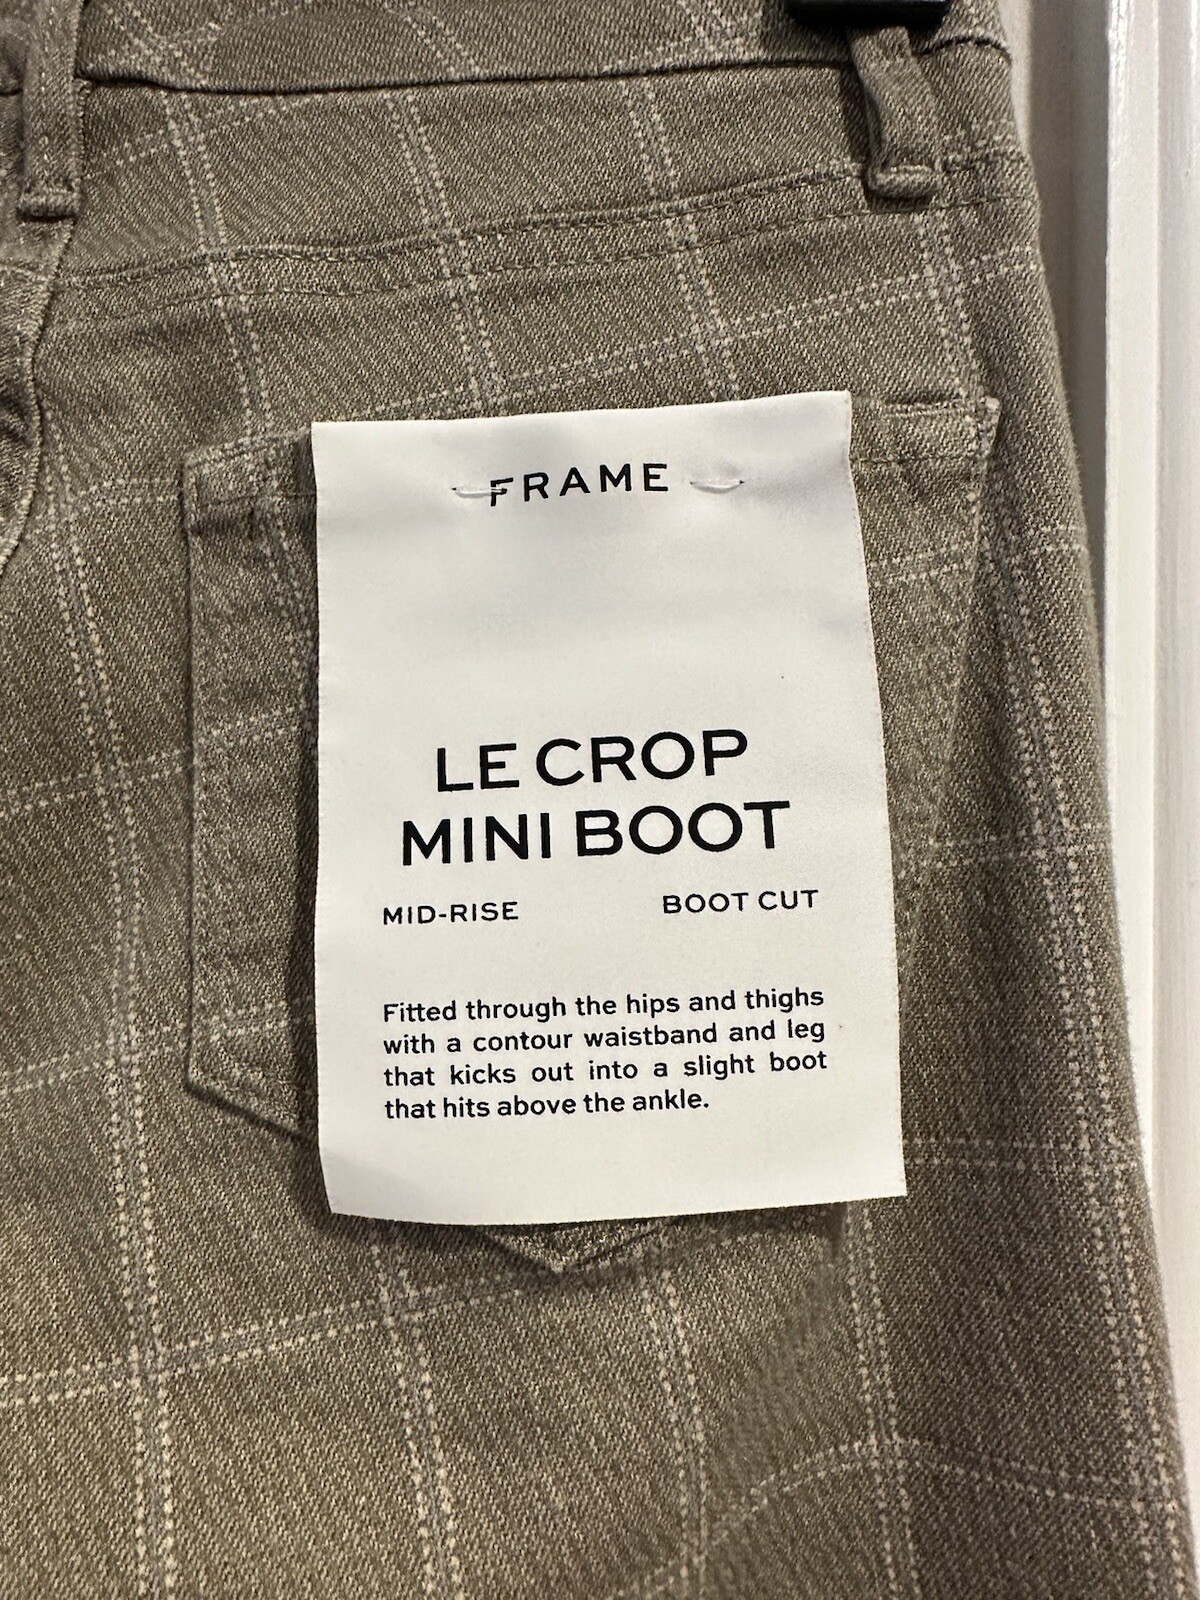 FRAME
LE CROP
MINI BOOT
MID-RISE BOOT CUT
Fitted through the hips and thighs
with a contour waistband and leg
that kicks out into a slight boot
that hits above the ankle.